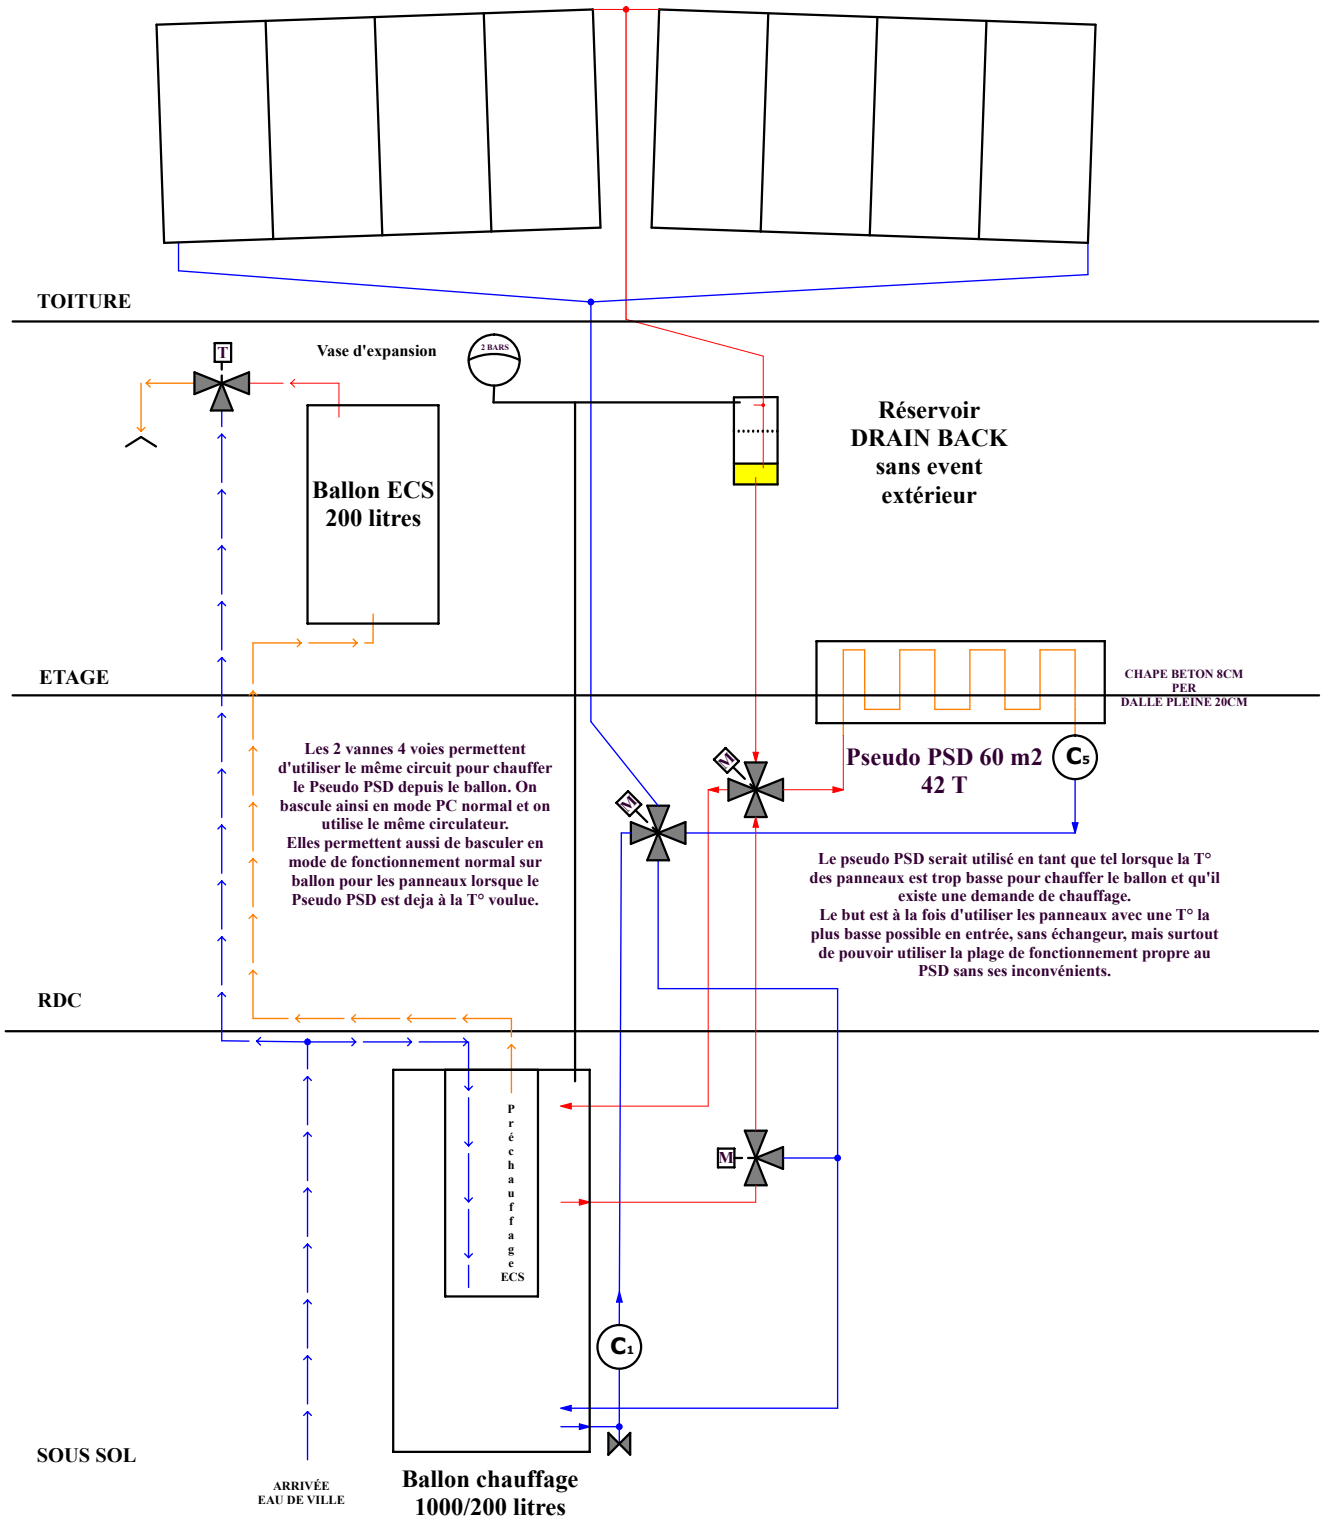 TOITURE
T
Vase d'expansion
2 BARS
Réservoir
DRAIN BACK
sans event
extérieur
Ballon ECS
200 litres
ETAGE
CHAPE BETON 8CM
PER
DALLE PLEINE 20CM
Les 2 vannes 4 voies permettent
d'utiliser le même circuit pour chauffer
le Pseudo PSD depuis le ballon. On
bascule ainsi en mode PC normal et on
utilise le même circulateur.
Elles permettent aussi de basculer en
mode de fonctionnement normal sur
ballon pour les panneaux lorsque le
Pseudo PSD est deja à la T° voulue.
M
M
Pseudo PSD 60 m2
42 T
C5
Le pseudo PSD serait utilisé en tant que tel lorsque la T°
des panneaux est trop basse pour chauffer le ballon et qu'il
existe une demande de chauffage.
Le but est à la fois d'utiliser les panneaux avec une T° la
plus basse possible en entrée, sans échangeur, mais surtout
de pouvoir utiliser la plage de fonctionnement propre au
PSD sans ses inconvénients.
RDC
P
r
é
c
h
a
u
f
f
a
g
e
ECS
M
C1
SOUS SOL
ARRIVÉE
EAU DE VILLE
Ballon chauffage
1000/200 litres